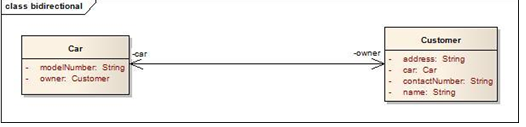 class bidirectional
Car
- modelNumber: String
- owner: Customer
-car
-owner
Customer
- address: String
- car: Car
- contactNumber: String
- name: String